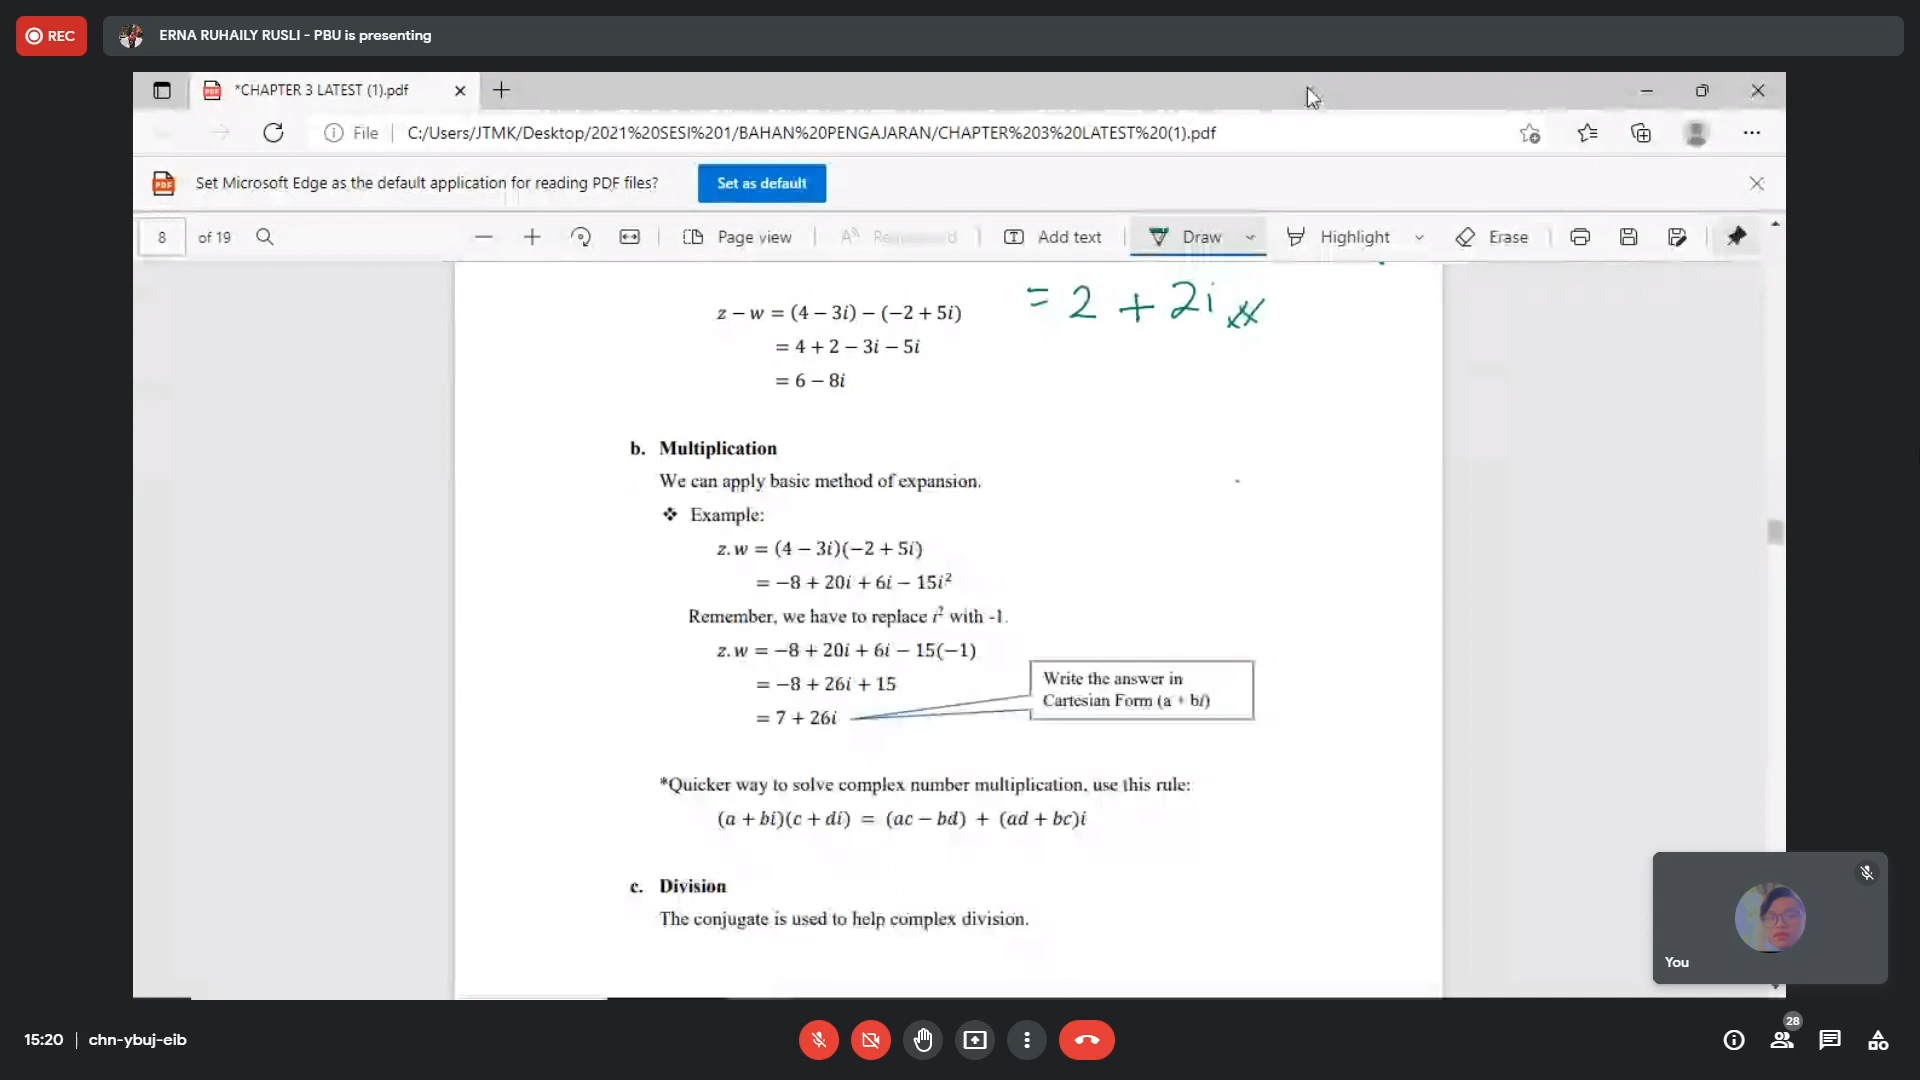 REC
ERNA RUHAILY RUSLI - PBU is presenting
*CHAPTER 3 LATEST (1).pdf
File
C:/Users/JTMK/Desktop/2021%20SESI%201/BAHAN%20PENGAJARAN/CHAPTER%203%20LATEST%20(1).pdf
PDF
Set Microsoft Edge as the default application for reading PDF files?
Set as default
8 of 19
Page view
Add text
Draw
Highlight
Erase
= 2 + 2i
z − w = (4 − 3i) − (−2 + 5i)
= 4 + 2 − 3i − 5i
= 6 − 8i
b. Multiplication
We can apply basic method of expansion.
❖ Example:
z. w = (4 − 3i)(−2 + 5i)
= −8 + 20i + 6i − 15i²
Remember, we have to replace i² with -1.
z. w = −8 + 20i + 6i − 15(−1)
= −8 + 26i + 15
= 7 + 26i
Write the answer in
Cartesian Form (a + bi)
*Quicker way to solve complex number multiplication, use this rule:
(a + bi)(c + di) = (ac − bd) + (ad + bc)i
c. Division
The conjugate is used to help complex division.
You
15:20 | chn-ybuj-eib
28